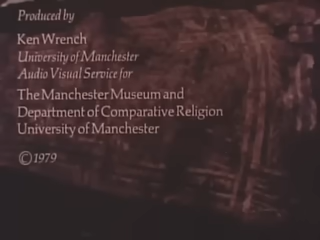 Produced by
Ken Wrench
University of Manchester
Audio Visual Service for
The Manchester Museum and
Department of Comparative Religion
University of Manchester
©1979